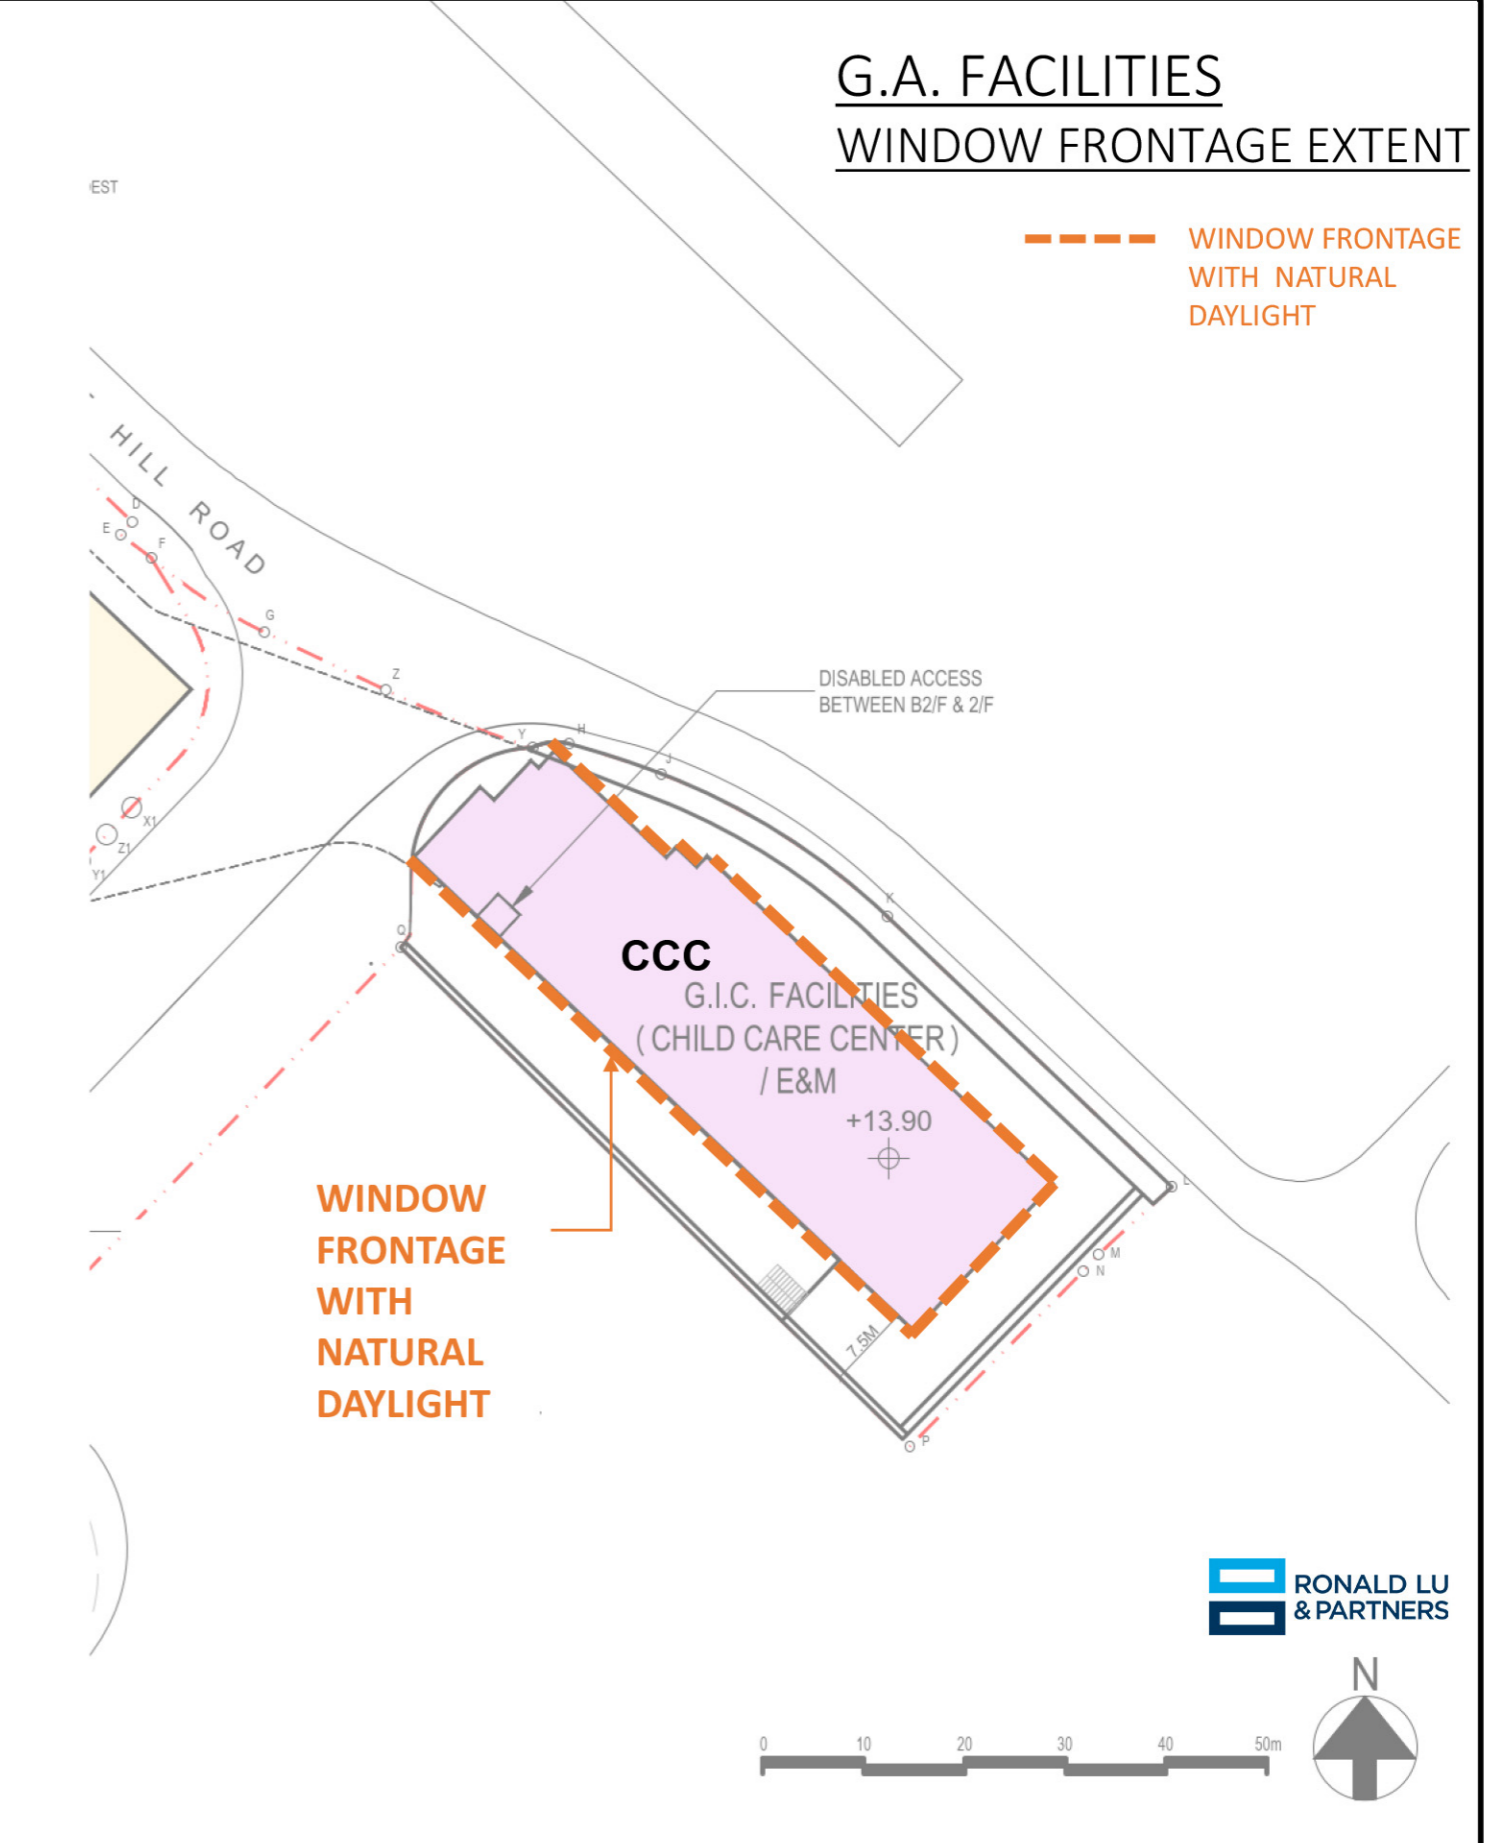 G.A. FACILITIES
WINDOW FRONTAGE EXTENT
EST
WINDOW FRONTAGE
WITH NATURAL
DAYLIGHT
HILL ROAD
D
E
F
G
Z
DISABLED ACCESS
BETWEEN B2/F & 2/F
Y
H
J
X1
Z1
Y1
K
Q
CCC
G.I.C. FACILITIES
( CHILD CARE CENTER )
/ E&M
+13.90
L
WINDOW
FRONTAGE
WITH
NATURAL
DAYLIGHT
M
N
7.5M
P
RONALD LU
& PARTNERS
N
0 10 20 30 40 50m